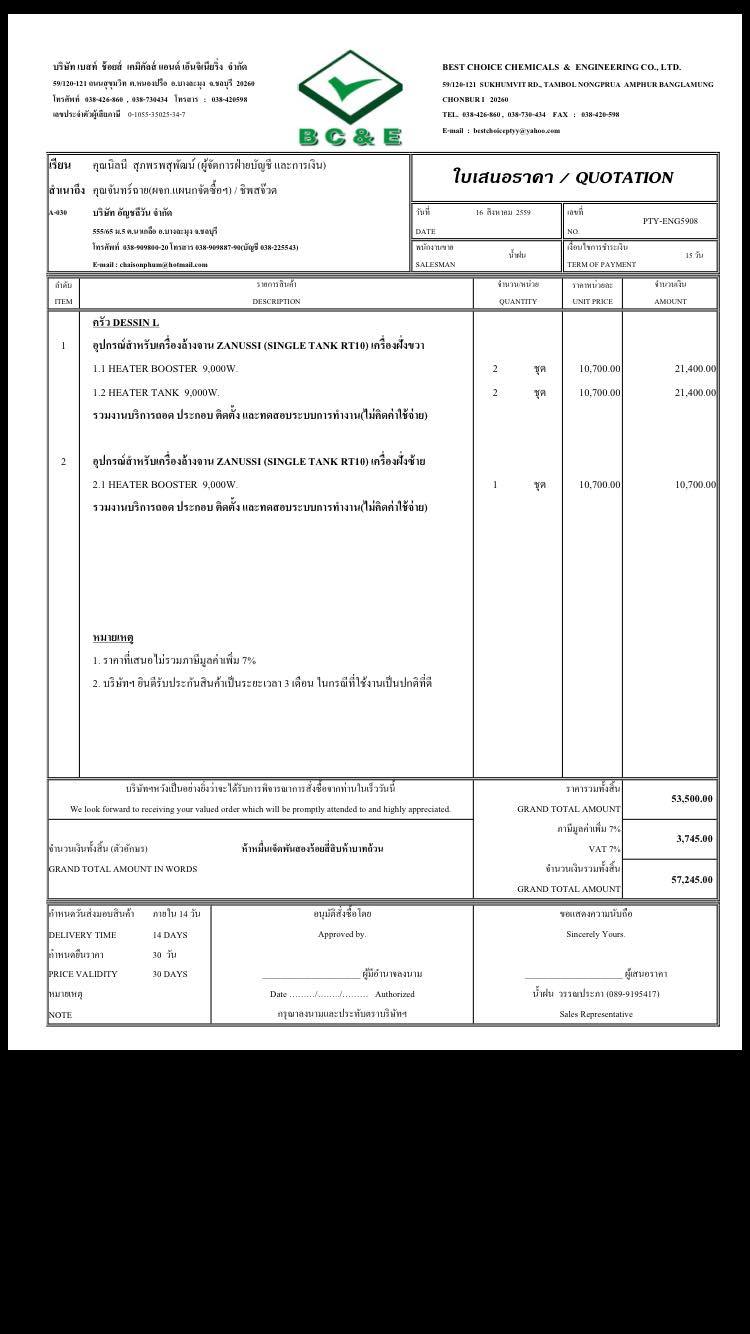 บริษัท เบสท์ ช้อยส์ เคมิคัลส์ แอนด์ เอ็นจิเนียริ่ง จำกัด
59/120-121 ถนนสุขุมวิท ต.หนองปรือ อ.บางละมุง จ.ชลบุรี 20260
โทรศัพท์ 038-426-860 , 038-730434 โทรสาร : 038-420598
เลขประจำตัวผู้เสียภาษี 0-1055-35025-34-7
BC&E
BEST CHOICE CHEMICALS & ENGINEERING CO., LTD.
59/120-121 SUKHUMVIT RD., TAMBOL NONGPRUA AMPHUR BANGLAMUNG
CHONBURI 20260
TEL. 038-426-860 , 038-730-434 FAX : 038-420-598
E-mail : bestchoiceptyy@yahoo.com
เรียน คุณนิลนี สุภพรพสุพัฒน์ (ผู้จัดการฝ่ายบัญชี และการเงิน)
สำเนาถึง คุณจันทร์ฉาย(ผจก.แผนกจัดซื้อฯ) / ชิพสจ๊วต
A-030 บริษัท อัญชลีวัน จำกัด
555/65 ม.5 ต.นาเกลือ อ.บางละมุง จ.ชลบุรี
โทรศัพท์ 038-909800-20 โทรสาร 038-909887-90(บัญชี 038-225543)
E-mail : chaisonphum@hotmail.com
ใบเสนอราคา / QUOTATION
วันที่ 16 สิงหาคม 2559
DATE
เลขที่ PTY-ENG5908
NO.
พนักงานขาย น้ำฝน
SALESMAN
เงื่อนไขการชำระเงิน 15 วัน
TERM OF PAYMENT
ลำดับ รายการสินค้า จำนวน/หน่วย ราคาหน่วยละ จำนวนเงิน
ITEM DESCRIPTION QUANTITY UNIT PRICE AMOUNT
ครัว DESSIN L
1 อุปกรณ์สำหรับเครื่องล้างจาน ZANUSSI (SINGLE TANK RT10) เครื่องฝั่งขวา
1.1 HEATER BOOSTER 9,000W. 2 ชุด 10,700.00 21,400.00
1.2 HEATER TANK 9,000W. 2 ชุด 10,700.00 21,400.00
รวมงานบริการถอด ประกอบ ติดตั้ง และทดสอบระบบการทำงาน(ไม่คิดค่าใช้จ่าย)
2 อุปกรณ์สำหรับเครื่องล้างจาน ZANUSSI (SINGLE TANK RT10) เครื่องฝั่งซ้าย
2.1 HEATER BOOSTER 9,000W. 1 ชุด 10,700.00 10,700.00
รวมงานบริการถอด ประกอบ ติดตั้ง และทดสอบระบบการทำงาน(ไม่คิดค่าใช้จ่าย)
หมายเหตุ
1. ราคาที่เสนอไม่รวมภาษีมูลค่าเพิ่ม 7%
2. บริษัทฯ ยินดีรับประกันสินค้าเป็นระยะเวลา 3 เดือน ในกรณีที่ใช้งานเป็นปกติที่ดี
บริษัทฯหวังเป็นอย่างยิ่งว่าจะได้รับการพิจารณาการสั่งซื้อจากท่านในเร็ววันนี้
We look forward to receiving your valued order which will be promptly attended to and highly appreciated.
ราคารวมทั้งสิ้น
GRAND TOTAL AMOUNT 53,500.00
ภาษีมูลค่าเพิ่ม 7%
VAT 7% 3,745.00
จำนวนเงินทั้งสิ้น (ตัวอักษร) ห้าหมื่นเจ็ดพันสองร้อยสี่สิบห้าบาทถ้วน
GRAND TOTAL AMOUNT IN WORDS
จำนวนเงินรวมทั้งสิ้น
GRAND TOTAL AMOUNT 57,245.00
กำหนดวันส่งมอบสินค้า ภายใน 14 วัน
DELIVERY TIME 14 DAYS
กำหนดยืนราคา 30 วัน
PRICE VALIDITY 30 DAYS
หมายเหตุ
NOTE
อนุมัติสั่งซื้อโดย
Approved by.
ผู้มีอำนาจลงนาม
Date ........./......../......... Authorized
กรุณาลงนามและประทับตราบริษัทฯ
ขอแสดงความนับถือ
Sincerely Yours.
ผู้เสนอราคา
น้ำฝน วรรณประภา (089-9195417)
Sales Representative